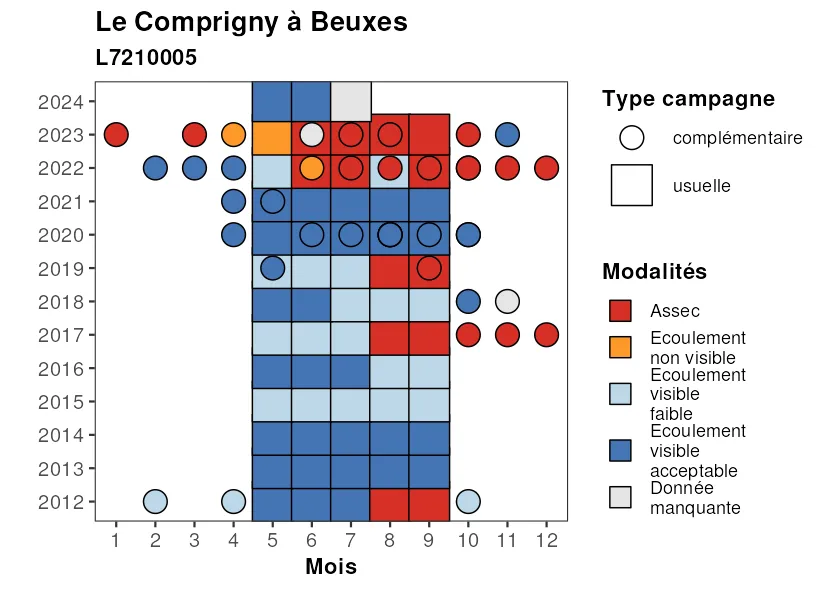 Le Comprigny à Beuxes
L7210005
2024
2023
2022
2021
2020
2019
2018
2017
2016
2015
2014
2013
2012
1 2 3 4 5 6 7 8 9 10 11 12
Mois
Type campagne
complémentaire
usuelle
Modalités
Assec
Ecoulement
non visible
Ecoulement
visible
faible
Ecoulement
visible
acceptable
Donnée
manquante